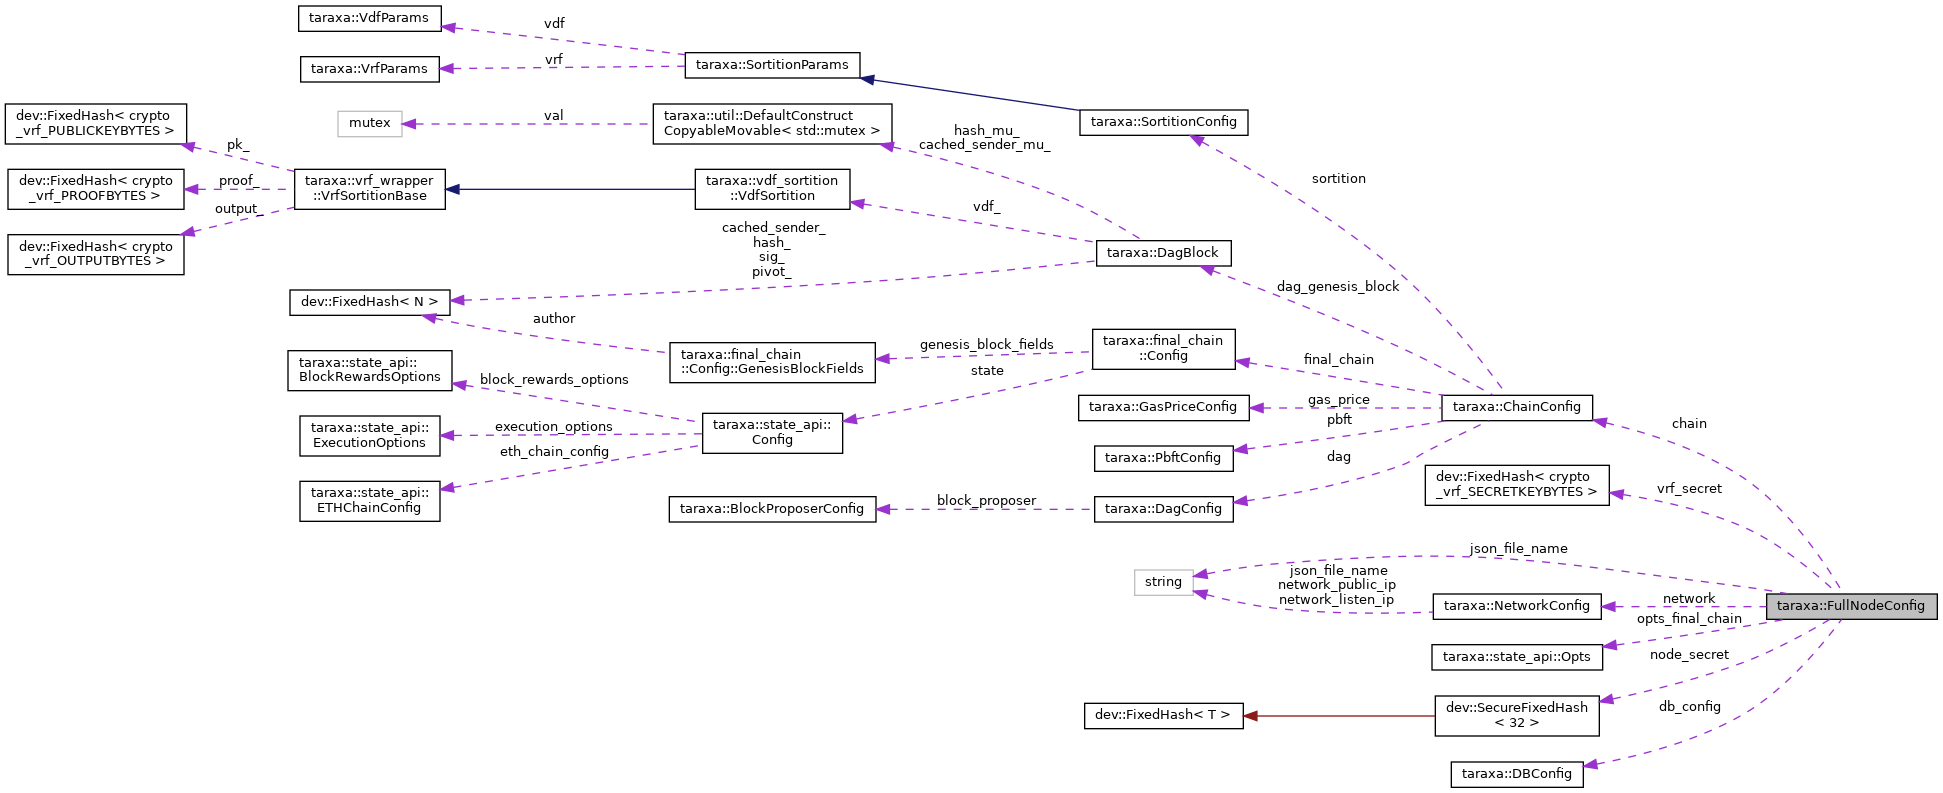 taraxa::VdfParams
vdf
taraxa::VrfParams
vrf
taraxa::SortitionParams
dev::FixedHash< crypto
_vrf_PUBLICKEYBYTES >
mutex
val
taraxa::util::DefaultConstruct
CopyableMovable< std::mutex >
taraxa::SortitionConfig
hash_mu_
cached_sender_mu_
pk_
dev::FixedHash< crypto
_vrf_PROOFBYTES >
proof_
taraxa::vrf_wrapper
::VrfSortitionBase
taraxa::vdf_sortition
::VdfSortition
sortition
output_
vdf_
dev::FixedHash< crypto
_vrf_OUTPUTBYTES >
cached_sender_
hash_
sig_
pivot_
taraxa::DagBlock
dag_genesis_block
dev::FixedHash< N >
author
taraxa::final_chain
::Config::GenesisBlockFields
genesis_block_fields
taraxa::final_chain
::Config
final_chain
taraxa::state_api::
BlockRewardsOptions
block_rewards_options
state
taraxa::GasPriceConfig
gas_price
taraxa::ChainConfig
taraxa::state_api::
ExecutionOptions
execution_options
taraxa::state_api::
Config
pbft
chain
eth_chain_config
taraxa::PbftConfig
dag
taraxa::state_api::
ETHChainConfig
dev::FixedHash< crypto
_vrf_SECRETKEYBYTES >
vrf_secret
taraxa::BlockProposerConfig
block_proposer
taraxa::DagConfig
json_file_name
string
json_file_name
network_public_ip
network_listen_ip
taraxa::NetworkConfig
network
taraxa::FullNodeConfig
opts_final_chain
taraxa::state_api::Opts
node_secret
dev::FixedHash< T >
dev::SecureFixedHash
< 32 >
db_config
taraxa::DBConfig